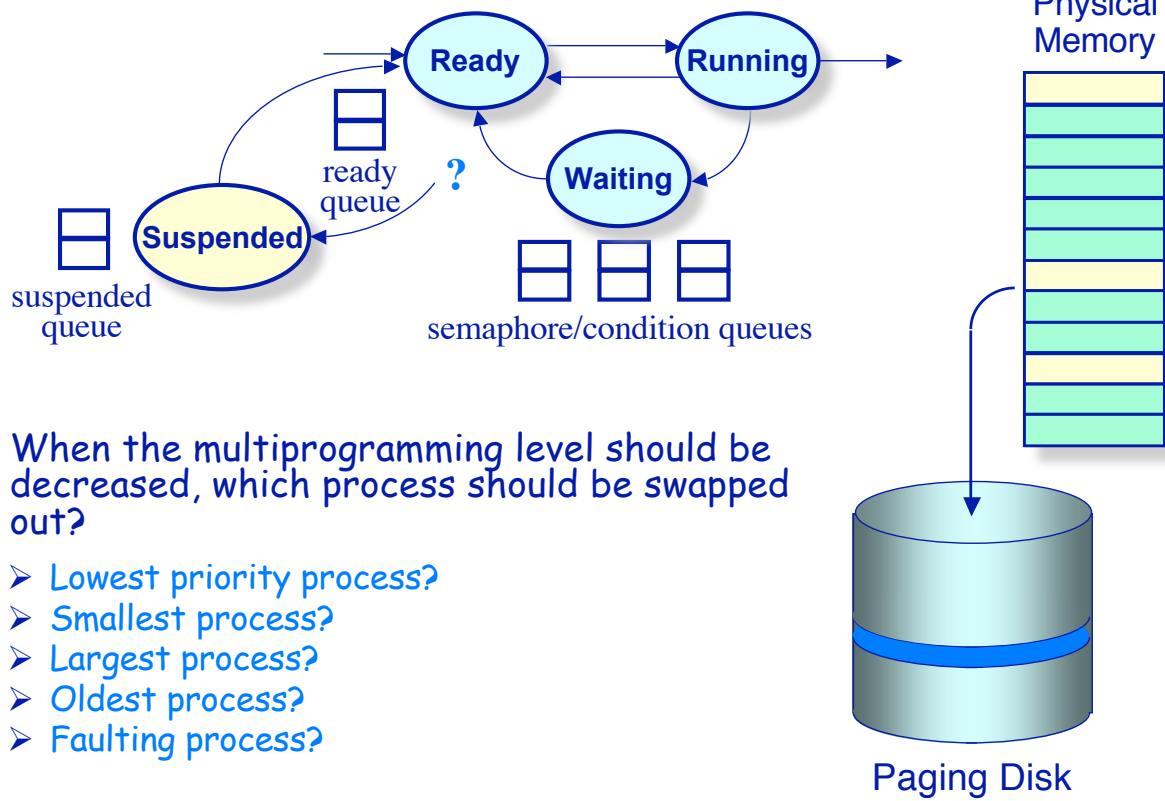 Physical
Memory
Ready
Running
ready
queue
?
Waiting
Suspended
suspended
queue
semaphore/condition queues
When the multiprogramming level should be
decreased, which process should be swapped
out?
➢ Lowest priority process?
➢ Smallest process?
➢ Largest process?
➢ Oldest process?
➢ Faulting process?
Paging Disk